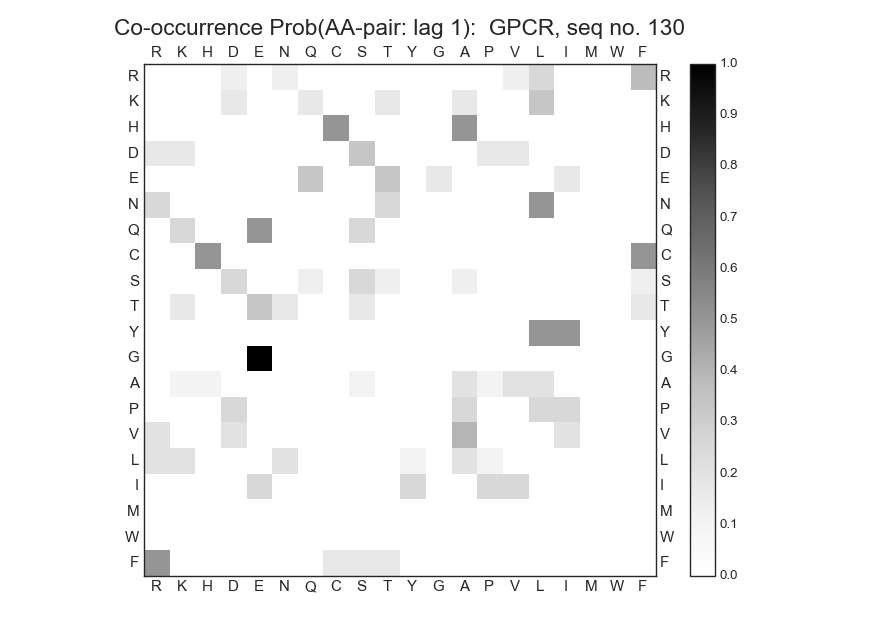 Co-occurrence Prob(AA-pair: lag 1):  GPCR, seq no. 130
R K H D E N Q C S T Y G A P V L I M W F
1.0
R R
0.9
K K
H H
0.8
D D
E E
0.7
N N
0.6
Q Q
C C
0.5
S S
T T
0.4
Y Y
G G
0.3
A A
P P
0.2
V V
L L
0.1
I I
M M
W W
F F
0.0
R K H D E N Q C S T Y G A P V L I M W F